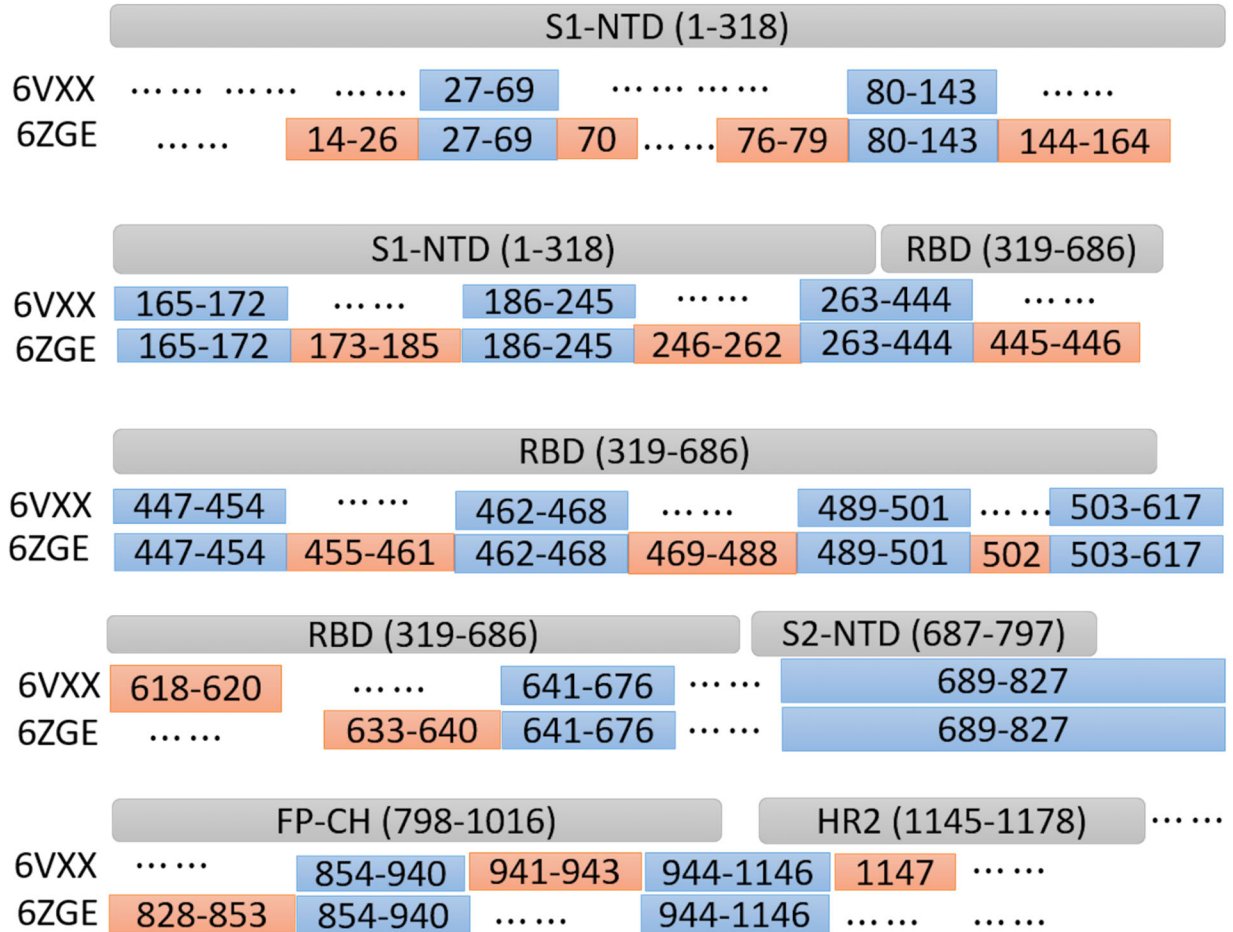 S1-NTD (1-318)
6VXX ...... ...... ...... 27-69 ...... ...... 80-143 ......
6ZGE ...... 14-26 27-69 70 ...... 76-79 80-143 144-164
S1-NTD (1-318) RBD (319-686)
6VXX 165-172 ...... 186-245 ...... 263-444 ......
6ZGE 165-172 173-185 186-245 246-262 263-444 445-446
RBD (319-686)
6VXX 447-454 ...... 462-468 ...... 489-501 ...... 503-617
6ZGE 447-454 455-461 462-468 469-488 489-501 502 503-617
RBD (319-686) S2-NTD (687-797)
6VXX 618-620 ...... 641-676 ...... 689-827
6ZGE ...... 633-640 641-676 ...... 689-827
FP-CH (798-1016) HR2 (1145-1178) ......
6VXX ...... 854-940 941-943 944-1146 1147 ......
6ZGE 828-853 854-940 ...... 944-1146 ...... ......